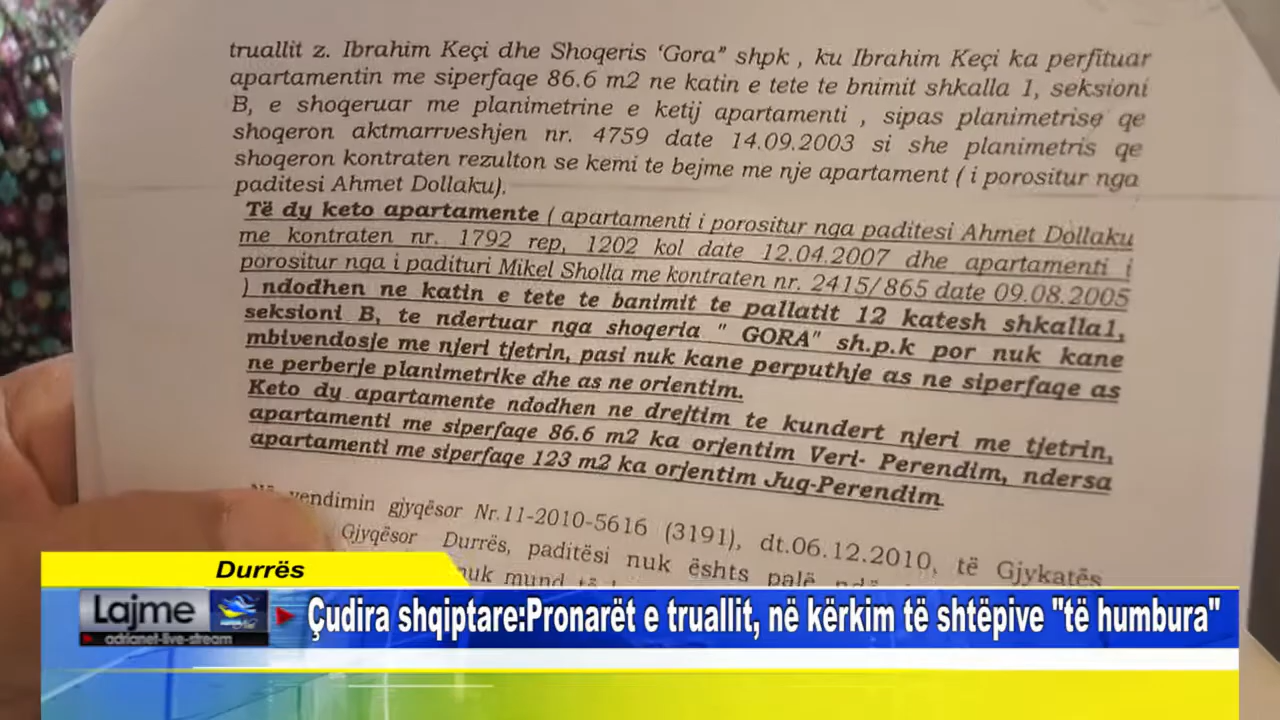 truallit z. Ibrahim Keçi dhe Shoqeris ‘Gora” shpk , ku Ibrahim Keçi ka perfituar
apartamentin me siperfaqe 86.6 m2 ne katin e tete te bnimit shkalla 1, seksioni
B, e shoqeruar me planimetrine e ketij apartamenti , sipas planimetrise qe
shoqeron aktmarrveshjen nr. 4759 date 14.09.2003 si she planimetris qe
shoqeron kontraten rezulton se kemi te bejme me nje apartament ( i porositur nga
paditesi Ahmet Dollaku).
Të dy keto apartamente ( apartamenti i porositur nga paditesi Ahmet Dollaku
me kontraten nr. 1792 rep, 1202 kol date 12.04.2007 dhe apartamenti i
porositur nga i padituri Mikel Sholla me kontraten nr. 2415/865 date 09.08.2005
) ndodhen ne katin e tete te banimit te pallatit 12 katesh shkalla1,
seksioni B, te ndertuar nga shoqeria " GORA" sh.p.k por nuk kane
mbivendosje me njeri tjetrin, pasi nuk kane perputhje as ne siperfaqe as
ne perberje planimetrike dhe as ne orientim.
Keto dy apartamente ndodhen ne drejtim te kundert njeri me tjetrin,
apartamenti me siperfaqe 86.6 m2 ka orjentim Veri- Perendim, ndersa
apartamenti me siperfaqe 123 m2 ka orjentim Jug-Perendim.
vendimin gjyqësor Nr.11-2010-5616 (3191), dt.06.12.2010, të Gjykatës
Gjyqësor Durrës, paditësi nuk ështs palë
nuk mund të
Durrës
Lajme
adrianet-live-stream
Çudira shqiptare:Pronarët e truallit, në kërkim të shtëpive "të humbura"